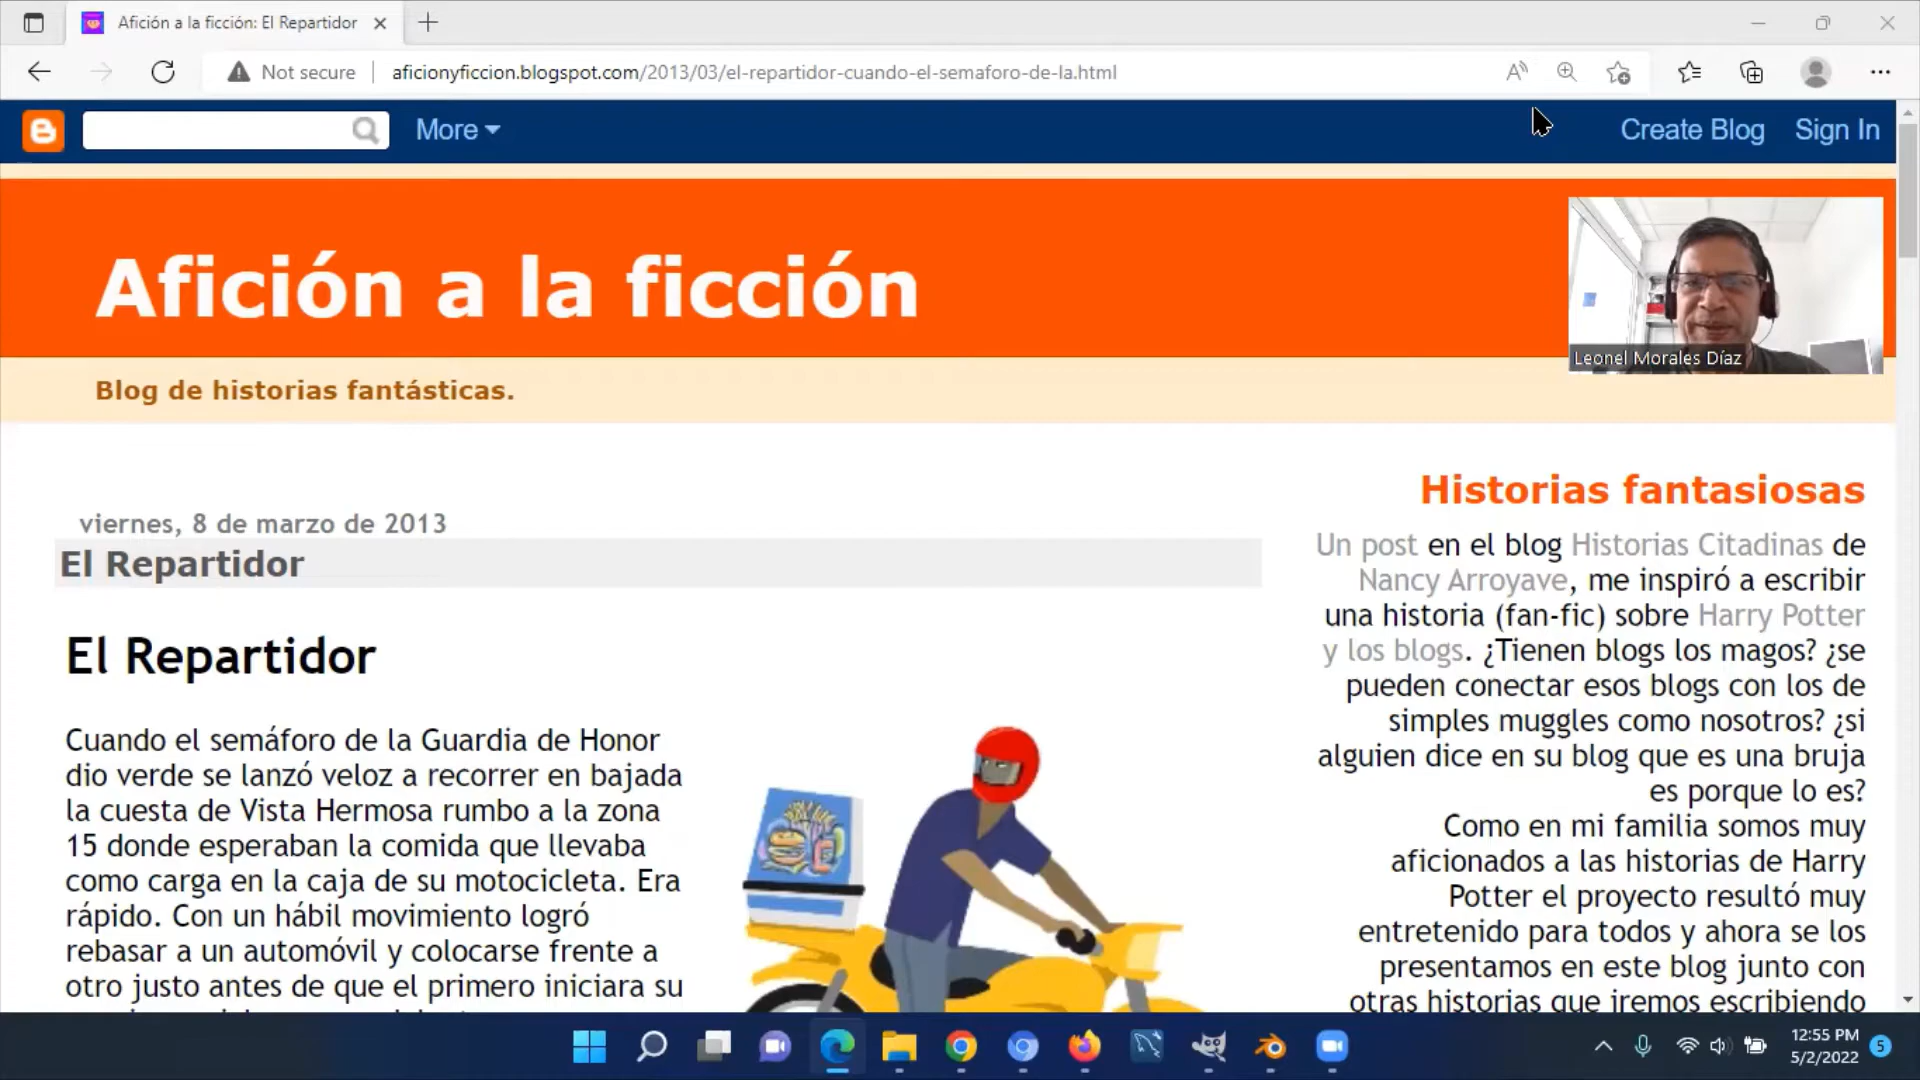 Afición a la ficción: El Repartidor
Not secure
aficionyficcion.blogspot.com/2013/03/el-repartidor-cuando-el-semaforo-de-la.html
More
Create Blog
Sign In
Afición a la ficción
Leonel Morales Díaz
Blog de historias fantásticas.
viernes, 8 de marzo de 2013
El Repartidor
El Repartidor
Cuando el semáforo de la Guardia de Honor
dio verde se lanzó veloz a recorrer en bajada
la cuesta de Vista Hermosa rumbo a la zona
15 donde esperaban la comida que llevaba
como carga en la caja de su motocicleta. Era
rápido. Con un hábil movimiento logró
rebasar a un automóvil y colocarse frente a
otro justo antes de que el primero iniciara su
Historias fantasiosas
Un post en el blog Historias Citadinas de
Nancy Arroyave, me inspiró a escribir
una historia (fan-fic) sobre Harry Potter
y los blogs. ¿Tienen blogs los magos? ¿se
pueden conectar esos blogs con los de
simples muggles como nosotros? ¿si
alguien dice en su blog que es una bruja
es porque lo es?
Como en mi familia somos muy
aficionados a las historias de Harry
Potter el proyecto resultó muy
entretenido para todos y ahora se los
presentamos en este blog junto con
otras historias que iremos escribiendo
12:55 PM
5/2/2022
5